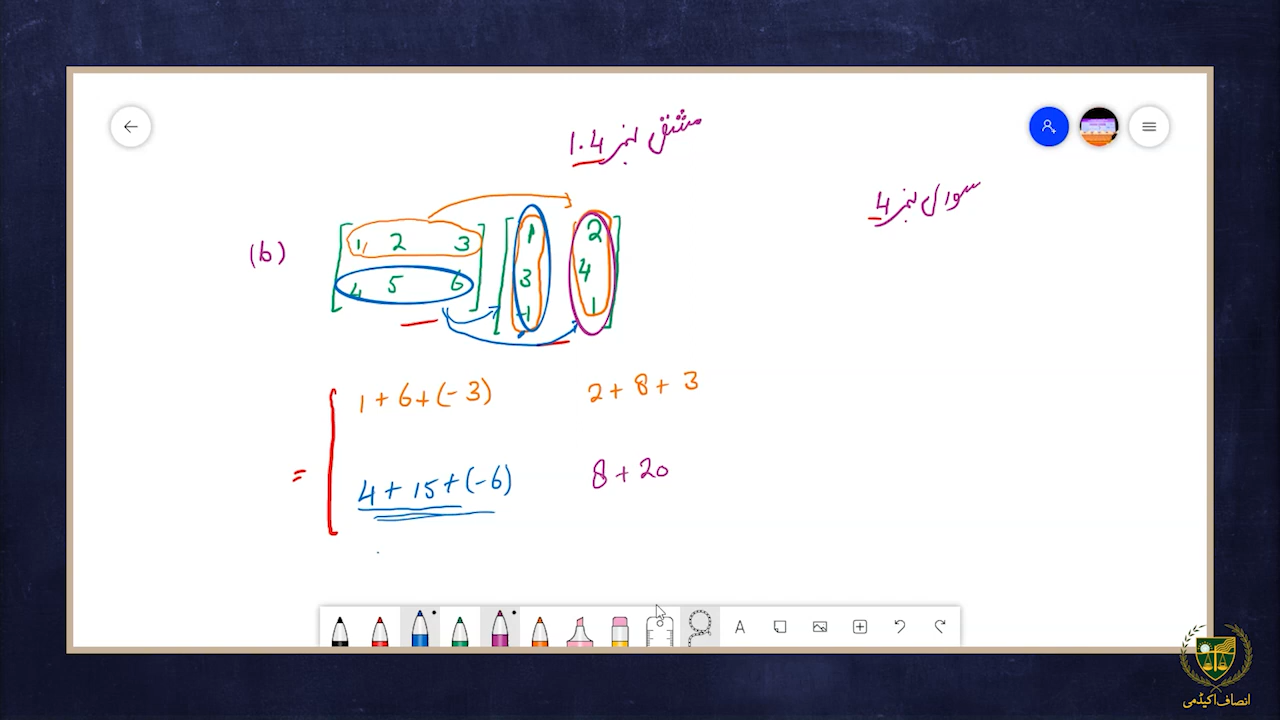 مشق نمبر 1.4
سوال نمبر 4
(b) [1 2 3] [1 2]
[4 5 6] [3 4]
[-1 1]
1 + 6 + (-3) 2 + 8 + 3
=
4 + 15 + (-6) 8 + 20
A
انصاف اکیڈمی